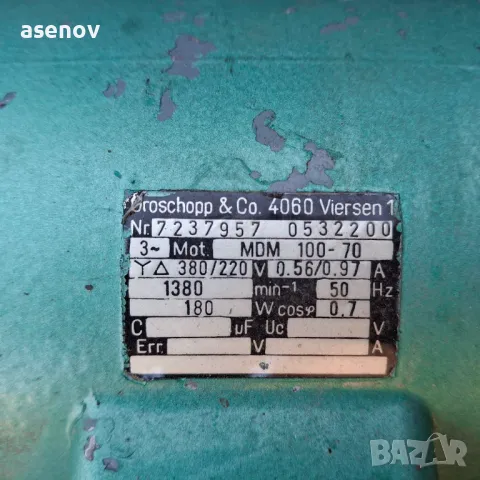 asenov
Groschopp & Co. 4060 Viersen 1
Nr 7237957 0532200
3~ Mot. MDM 100-70
Y Δ 380/220 V 0.56/0.97 A
1380 min⁻¹ 50 Hz
180 W cosφ 0.7
C µF Uc V
Err. V A
BAZAR